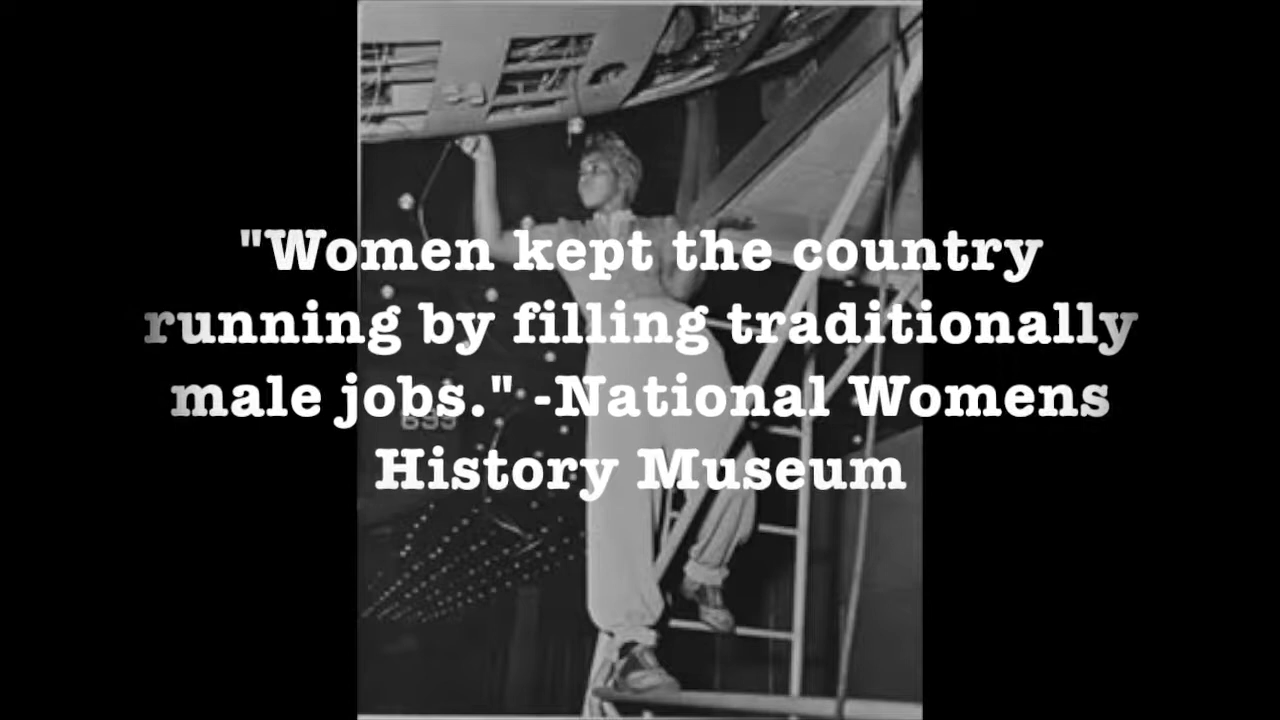 "Women kept the country
running by filling traditionally
male jobs." -National Womens
History Museum